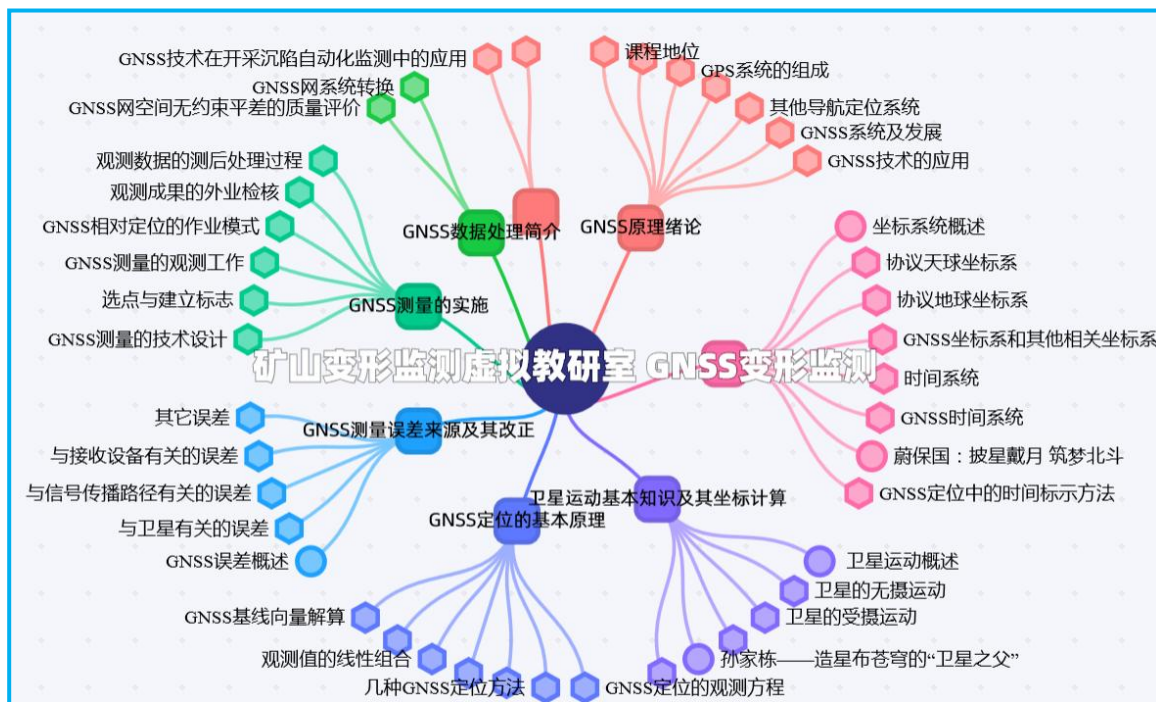 矿山变形监测虚拟教研室 GNSS变形监测
GNSS技术在开采沉陷自动化监测中的应用
GNSS数据处理简介
GNSS网系统转换
GNSS网空间无约束平差的质量评价
GNSS测量的实施
观测数据的测后处理过程
观测成果的外业检核
GNSS相对定位的作业模式
GNSS测量的观测工作
选点与建立标志
GNSS测量的技术设计
GNSS测量误差来源及其改正
其它误差
与接收设备有关的误差
与信号传播路径有关的误差
与卫星有关的误差
GNSS误差概述
GNSS定位的基本原理
GNSS基线向量解算
观测值的线性组合
几种GNSS定位方法
GNSS定位的观测方程
卫星运动基本知识及其坐标计算
卫星运动概述
卫星的无摄运动
卫星的受摄运动
孙家栋——造星布苍穹的“卫星之父”
坐标系统概述
协议天球坐标系
协议地球坐标系
GNSS坐标系和其他相关坐标系
时间系统
GNSS时间系统
蔚保国：披星戴月 筑梦北斗
GNSS定位中的时间标示方法
GNSS原理绪论
课程地位
GPS系统的组成
其他导航定位系统
GNSS系统及发展
GNSS技术的应用